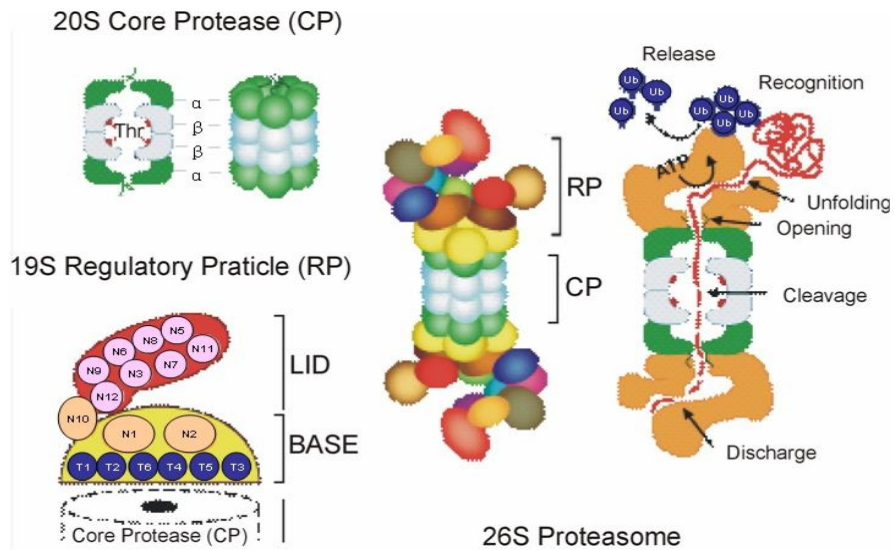 20S Core Protease (CP)
Thr
α
β
β
α
19S Regulatory Praticle (RP)
N5
N8
N6
N11
N9
N3
N7
N12
N10
N1
N2
T1 T2 T6 T4 T5 T3
LID
BASE
Core Protease (CP)
RP
CP
Release
Recognition
Ub
Ub
Ub
Ub
Ub
Ub
Ub
ATP
Unfolding
Opening
Cleavage
Discharge
26S Proteasome